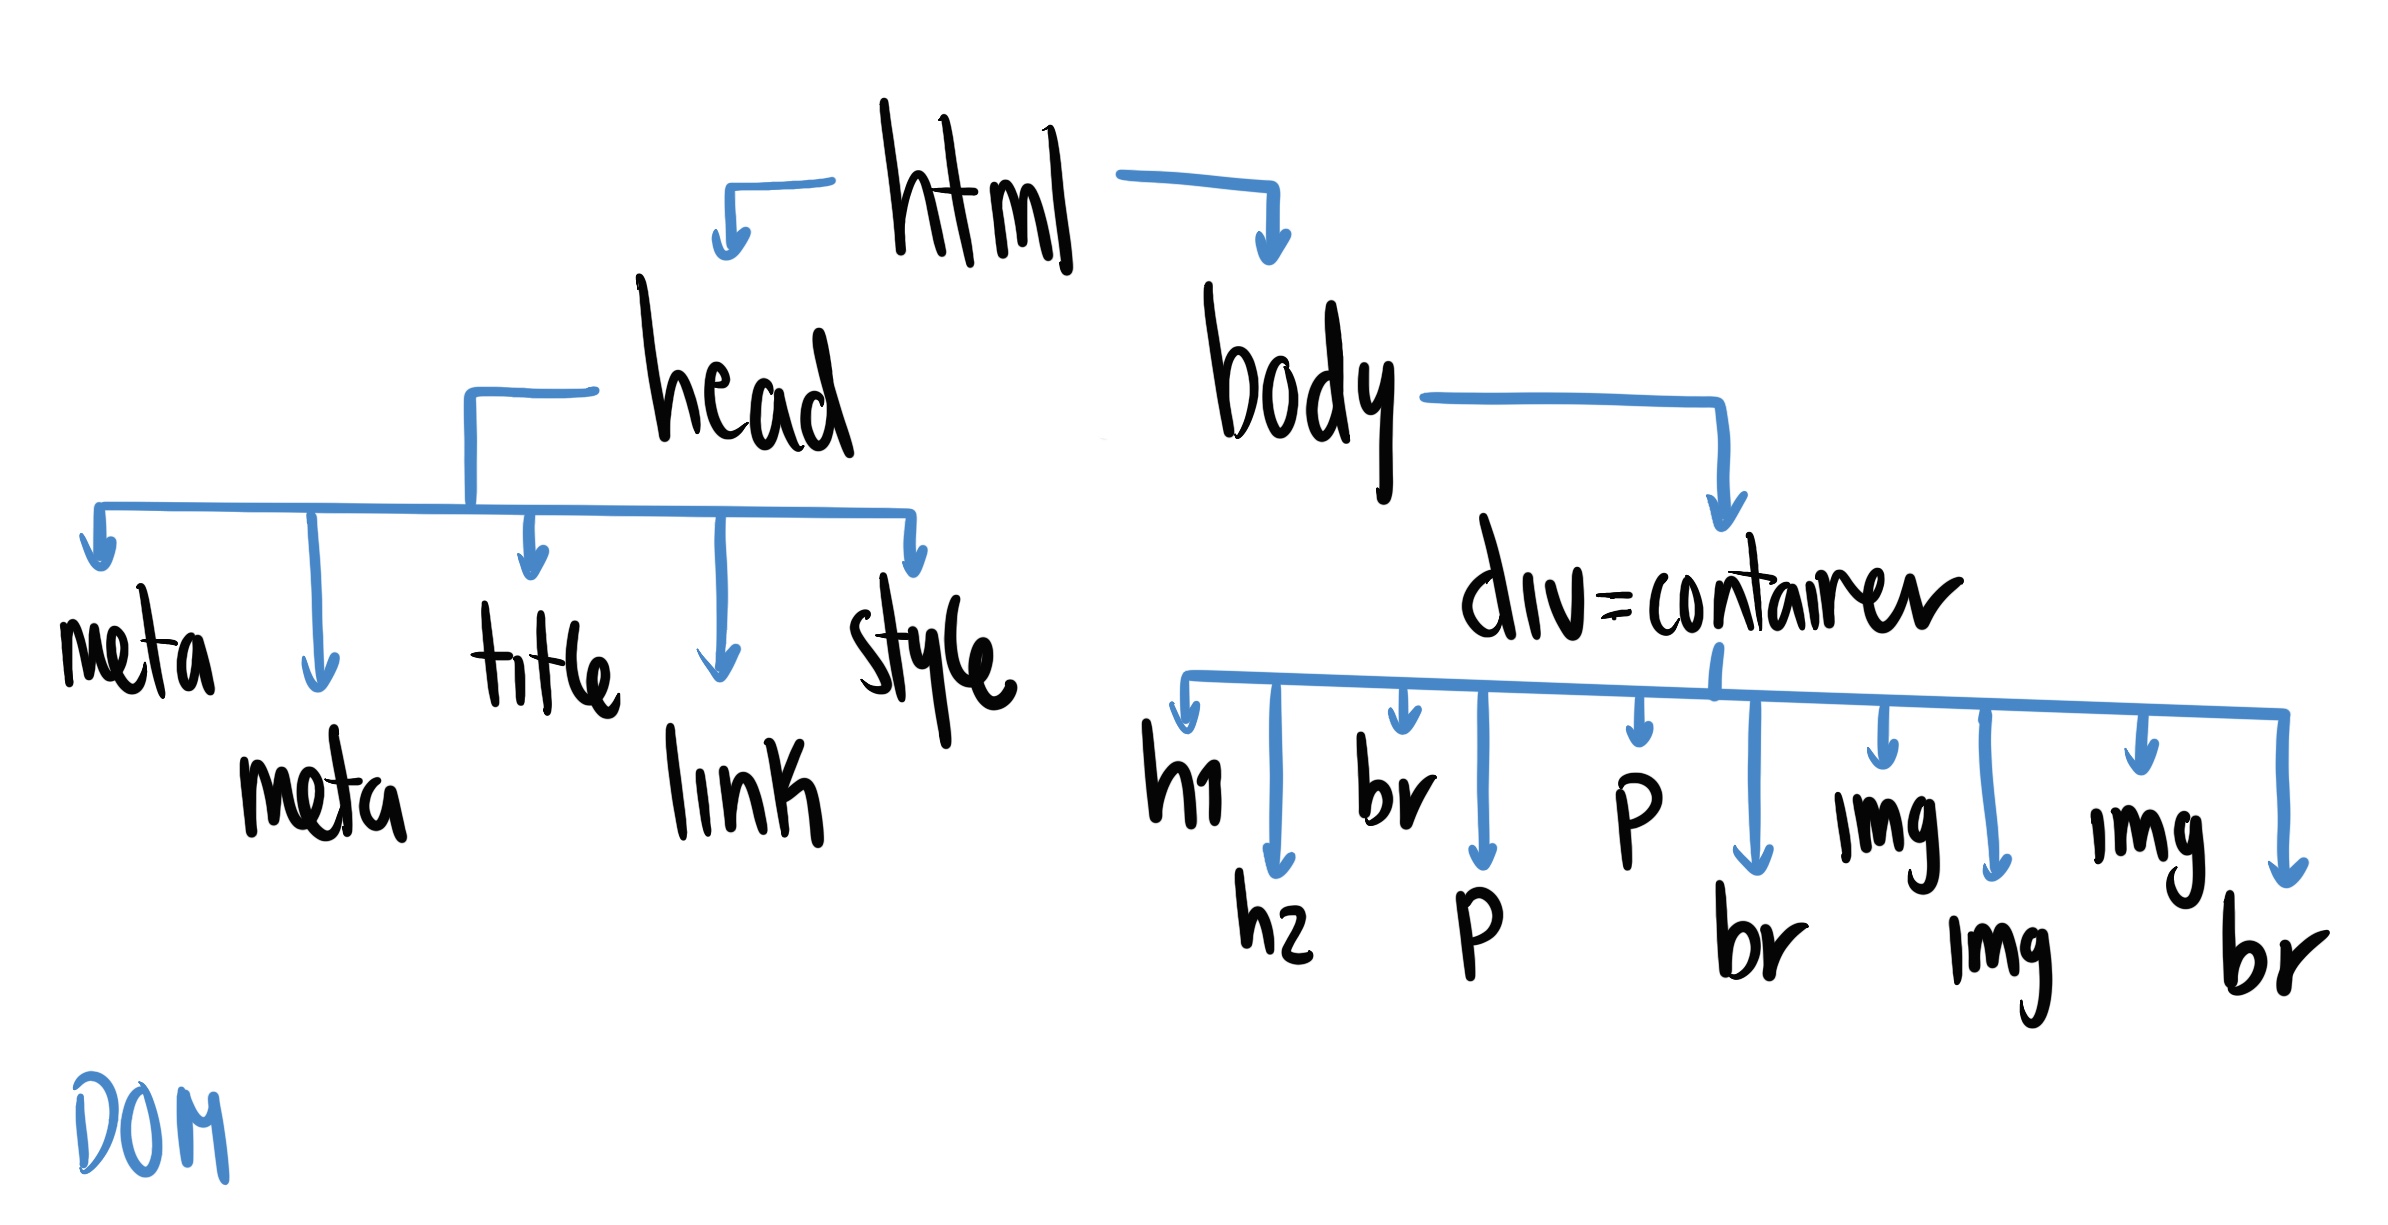 html
head body
div=container
meta title style
meta link
h1 br p img img
h2 p br img br
DOM